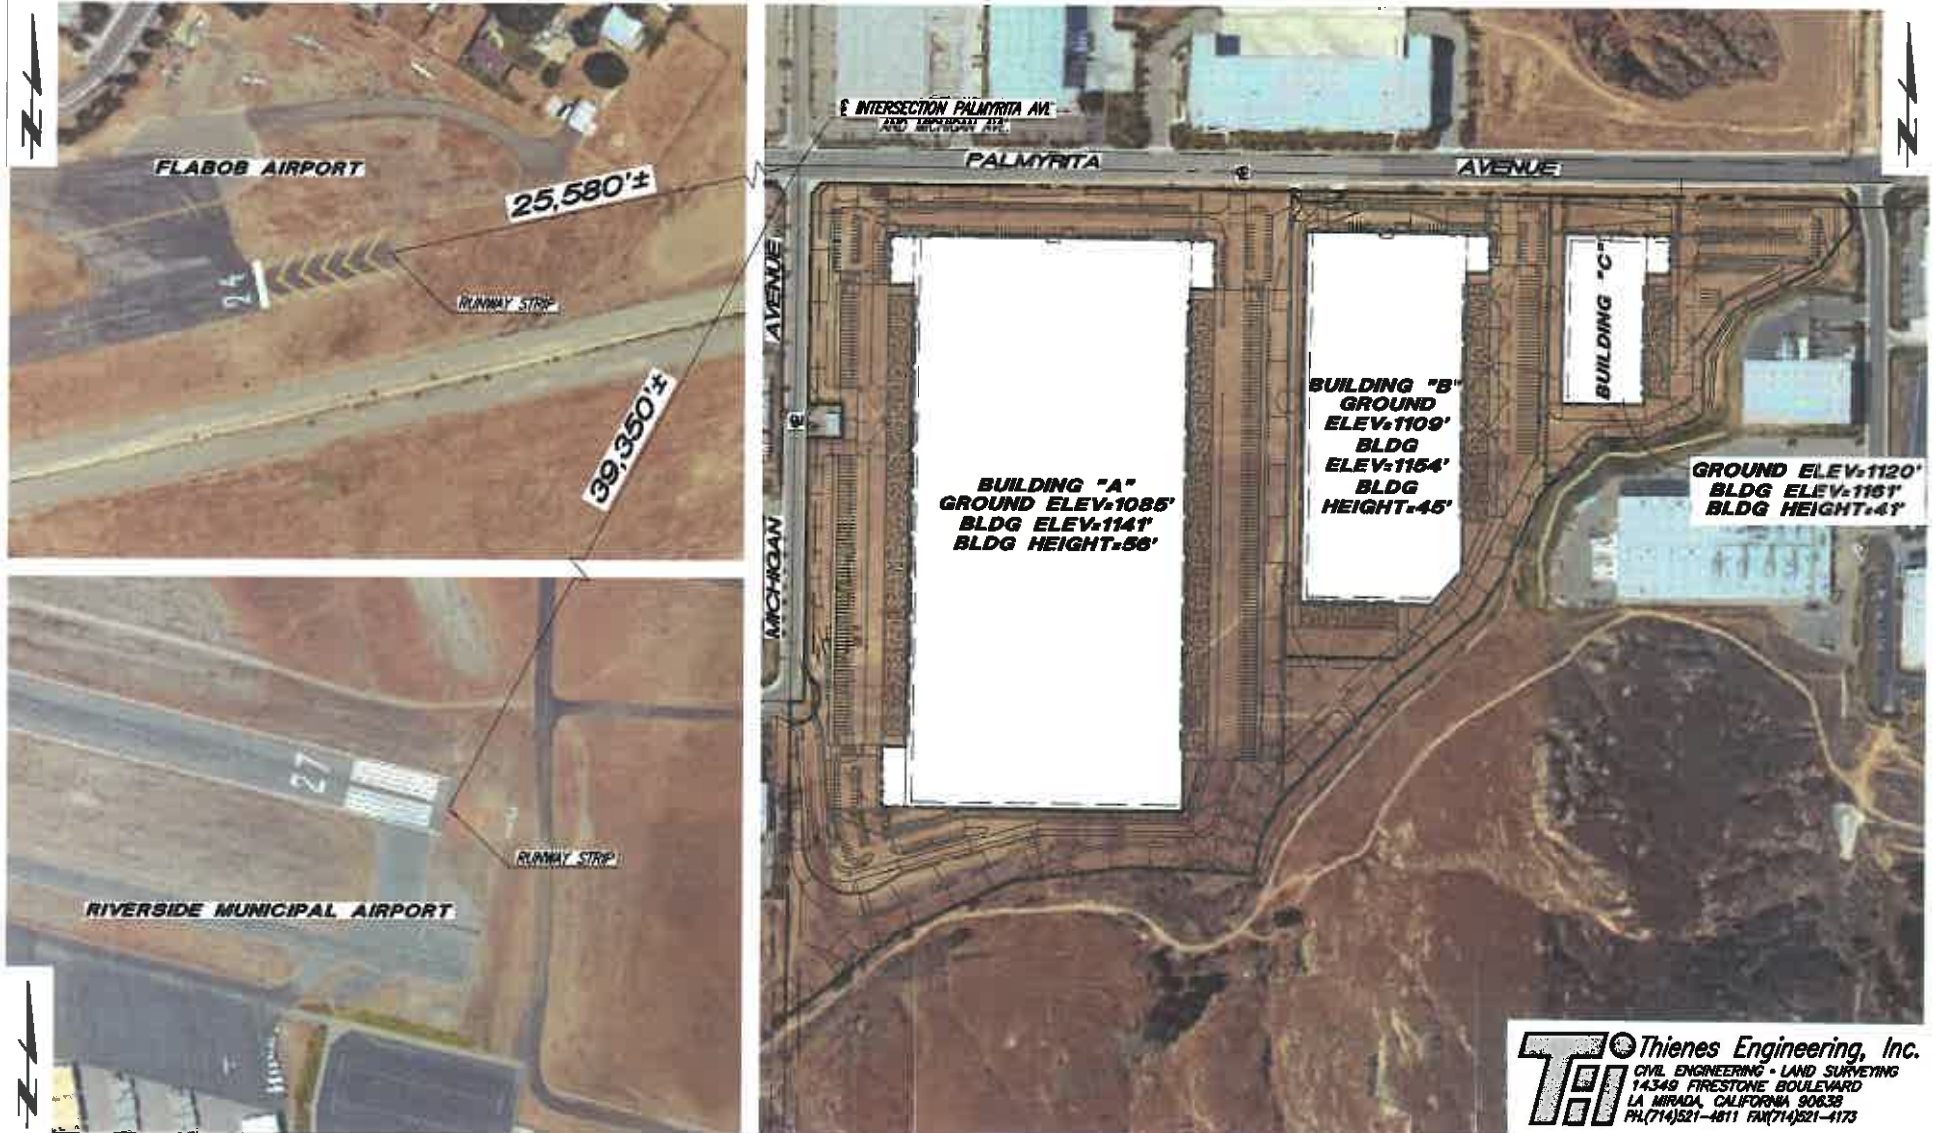 FLABOB AIRPORT
25,580'±
24
RUNWAY STRIP
39,350'±
27
RUNWAY STRIP
RIVERSIDE MUNICIPAL AIRPORT
℄ INTERSECTION PALMYRITA AVE
AND MICHIGAN AVE.
PALMYRITA
℄
AVENUE
AVENUE
℄
MICHIGAN
BUILDING "A"
GROUND ELEV=1085'
BLDG ELEV=1141'
BLDG HEIGHT=56'
BUILDING "B"
GROUND
ELEV=1109'
BLDG
ELEV=1154'
BLDG
HEIGHT=45'
BUILDING "C"
GROUND ELEV=1120'
BLDG ELEV=1161'
BLDG HEIGHT=41'
THi
Thienes Engineering, Inc.
CIVIL ENGINEERING • LAND SURVEYING
14349 FIRESTONE BOULEVARD
LA MIRADA, CALIFORNIA 90638
PH.(714)521-4811 FAX(714)521-4173